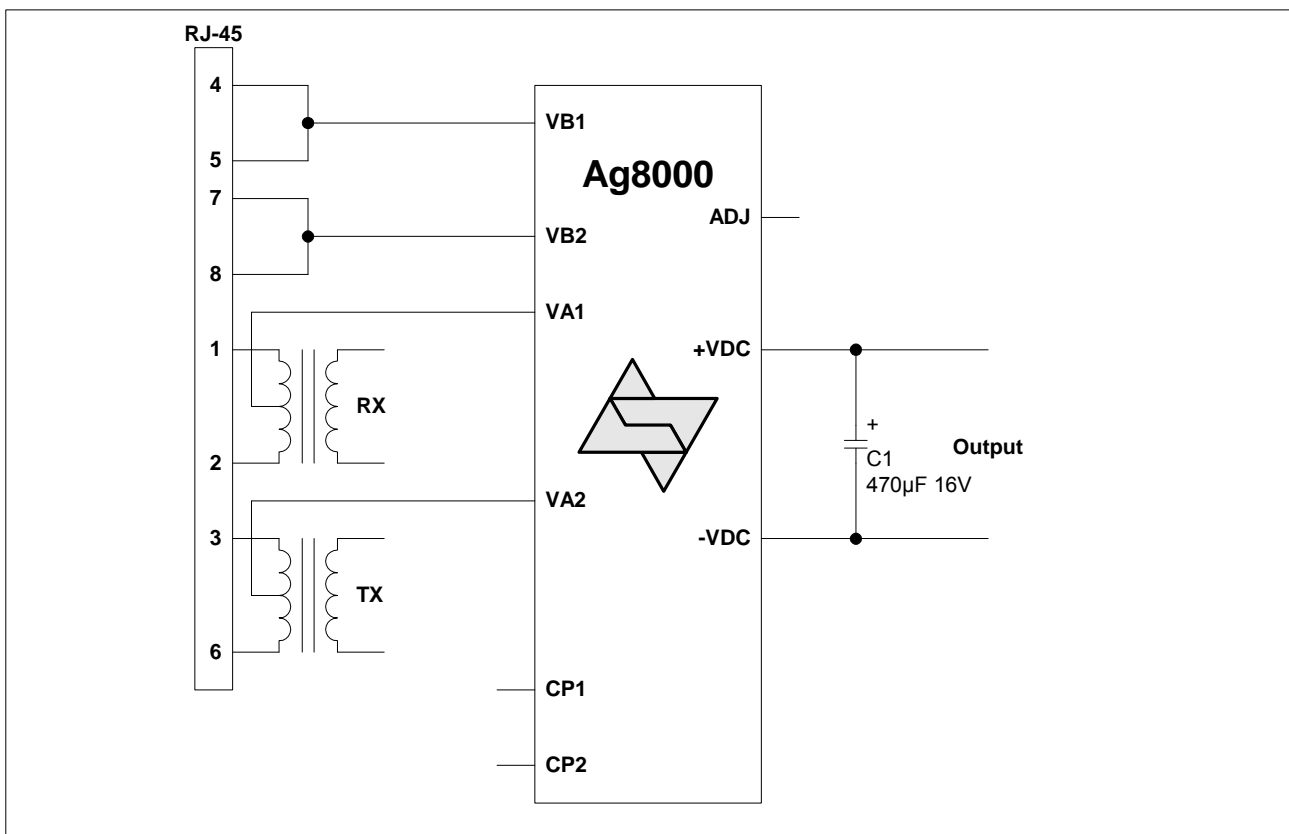 RJ-45
4
5
7
8
1
2
3
6
RX
TX
VB1
VB2
VA1
VA2
CP1
CP2
Ag8000
ADJ
+VDC
-VDC
+
C1
470µF 16V
Output